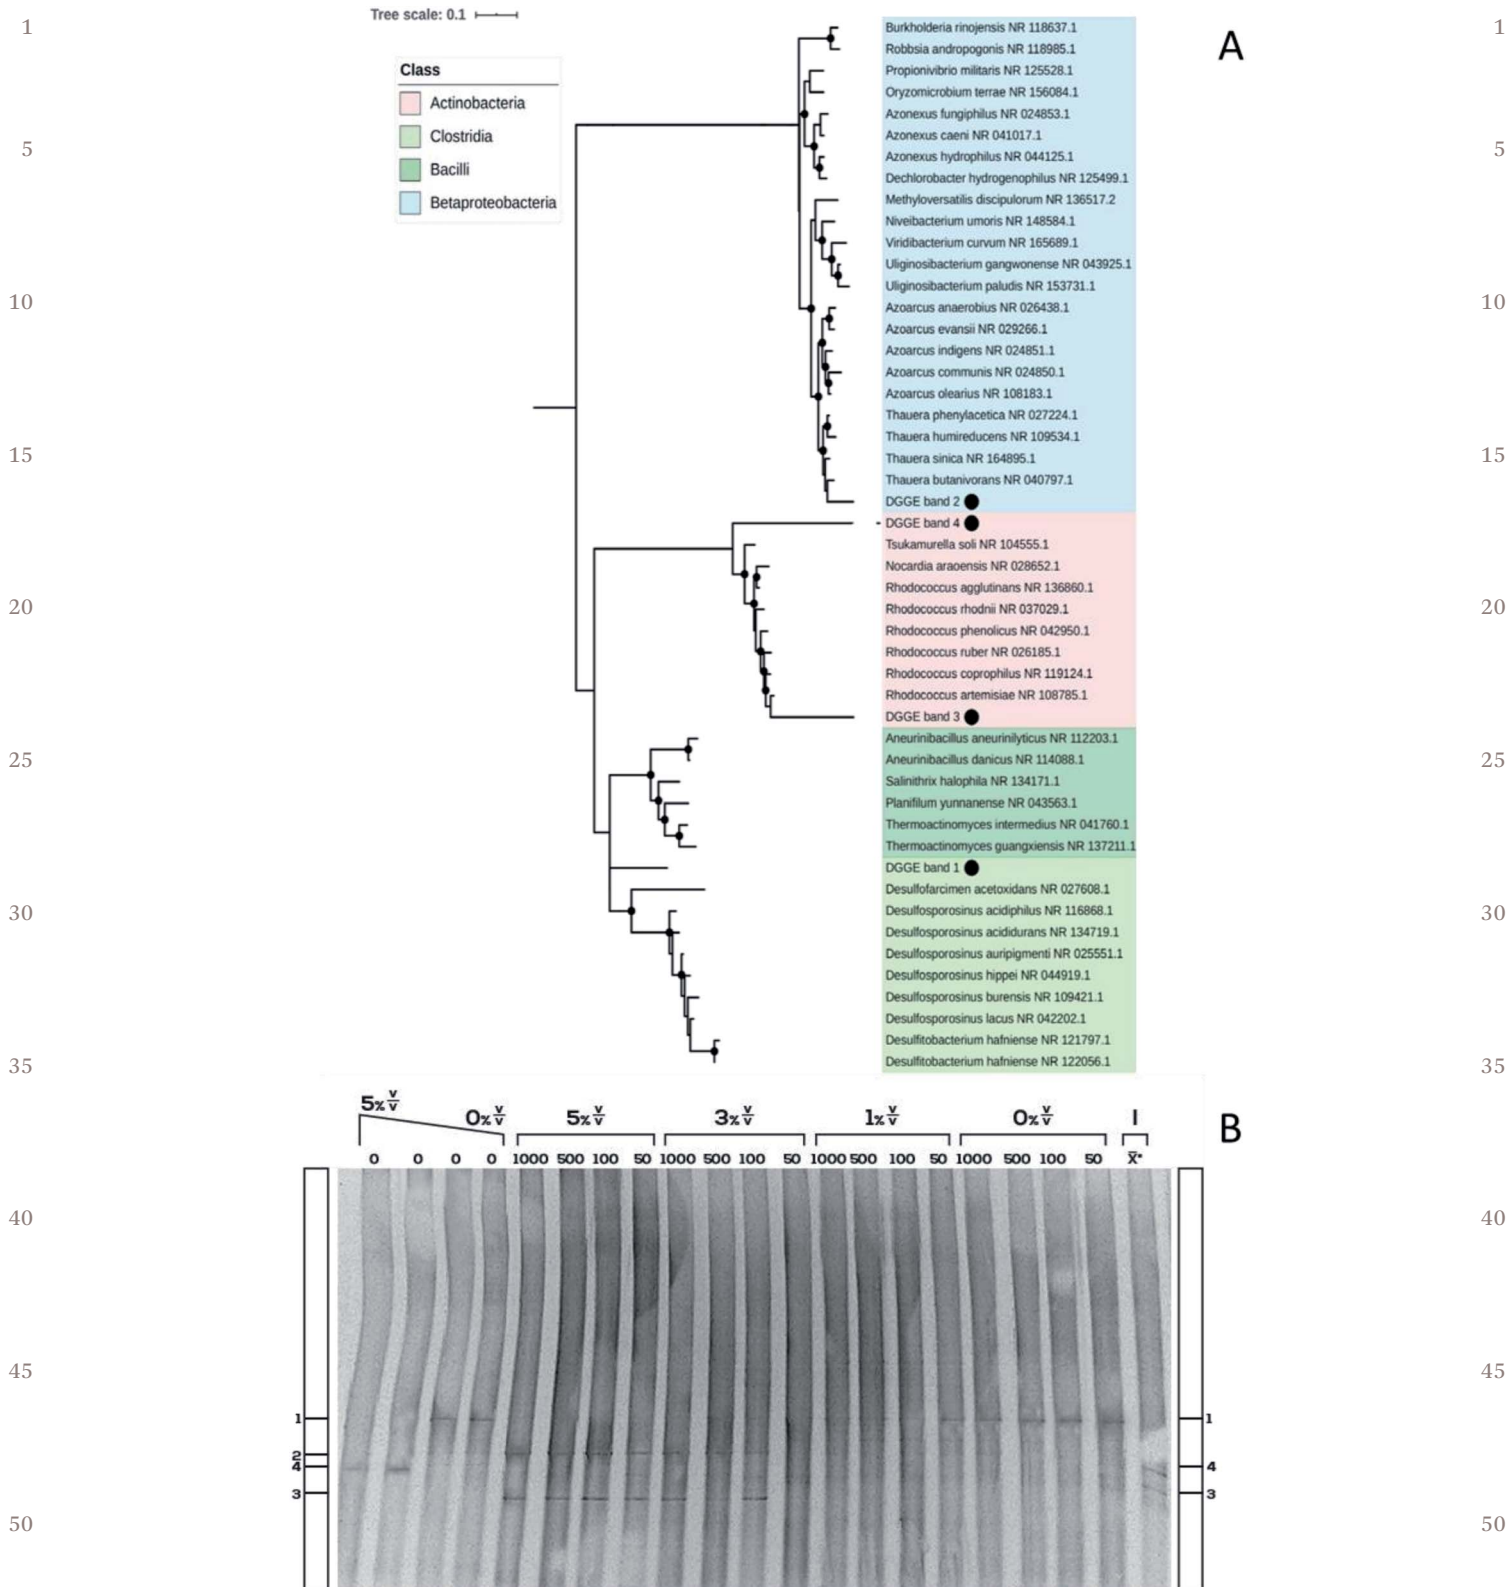 Tree scale: 0.1
A
Class
Actinobacteria
Clostridia
Bacilli
Betaproteobacteria
Burkholderia rinojensis NR 118637.1
Robbsia andropogonis NR 118985.1
Propionivibrio militaris NR 125528.1
Oryzomicrobium terrae NR 156084.1
Azonexus fungiphilus NR 024853.1
Azonexus caeni NR 041017.1
Azonexus hydrophilus NR 044125.1
Dechlorobacter hydrogenophilus NR 125499.1
Methyloversatilis discipulorum NR 136517.2
Niveibacterium umoris NR 148584.1
Viridibacterium curvum NR 165689.1
Uliginosibacterium gangwonense NR 043925.1
Uliginosibacterium paludis NR 153731.1
Azoarcus anaerobius NR 026438.1
Azoarcus evansii NR 029266.1
Azoarcus indigens NR 024851.1
Azoarcus communis NR 024850.1
Azoarcus olearius NR 108183.1
Thauera phenylacetica NR 027224.1
Thauera humireducens NR 109534.1
Thauera sinica NR 164895.1
Thauera butanivorans NR 040797.1
DGGE band 2
DGGE band 4
Tsukamurella soli NR 104555.1
Nocardia araoensis NR 028652.1
Rhodococcus agglutinans NR 136860.1
Rhodococcus rhodnii NR 037029.1
Rhodococcus phenolicus NR 042950.1
Rhodococcus ruber NR 026185.1
Rhodococcus coprophilus NR 119124.1
Rhodococcus artemisiae NR 108785.1
DGGE band 3
Aneurinibacillus aneurinilyticus NR 112203.1
Aneurinibacillus danicus NR 114088.1
Salinithrix halophila NR 134171.1
Planifilum yunnanense NR 043563.1
Thermoactinomyces intermedius NR 041760.1
Thermoactinomyces guangxiensis NR 137211.1
DGGE band 1
Desulfofarcimen acetoxidans NR 027608.1
Desulfosporosinus acidiphilus NR 116868.1
Desulfosporosinus acididurans NR 134719.1
Desulfosporosinus auripigmenti NR 025551.1
Desulfosporosinus hippei NR 044919.1
Desulfosporosinus burensis NR 109421.1
Desulfosporosinus lacus NR 042202.1
Desulfitobacterium hafniense NR 121797.1
Desulfitobacterium hafniense NR 122056.1
1 5 10 15 20 25 30 35 40 45 50
1 5 10 15 20 25 30 35 40 45 50
B
5% v/v 0% v/v 5% v/v 3% v/v 1% v/v 0% v/v I
0 0 0 0 1000 500 100 50 1000 500 100 50 1000 500 100 50 1000 500 100 50 x̄*
1 1
2
4 4
3 3